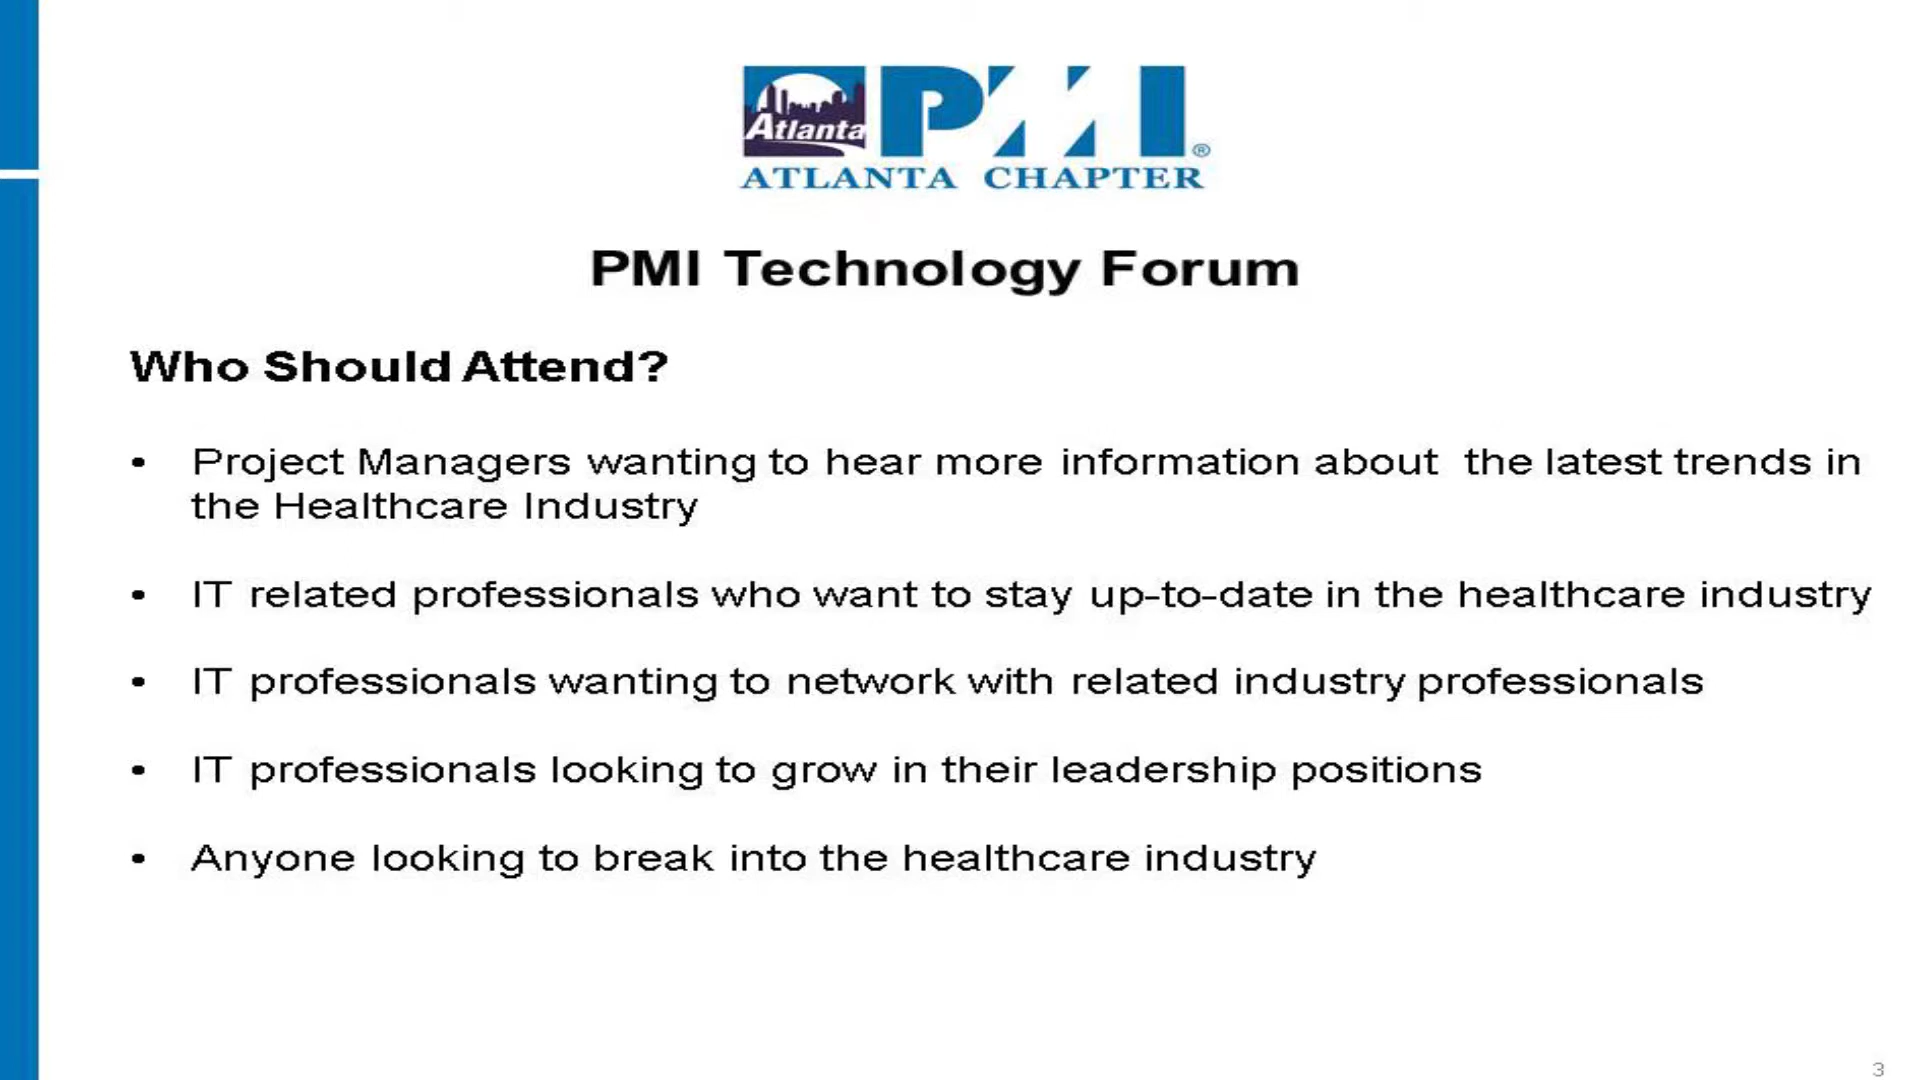 Atlanta PMI®
ATLANTA CHAPTER
PMI Technology Forum
Who Should Attend?
• Project Managers wanting to hear more information about the latest trends in
the Healthcare Industry
• IT related professionals who want to stay up-to-date in the healthcare industry
• IT professionals wanting to network with related industry professionals
• IT professionals looking to grow in their leadership positions
• Anyone looking to break into the healthcare industry
3